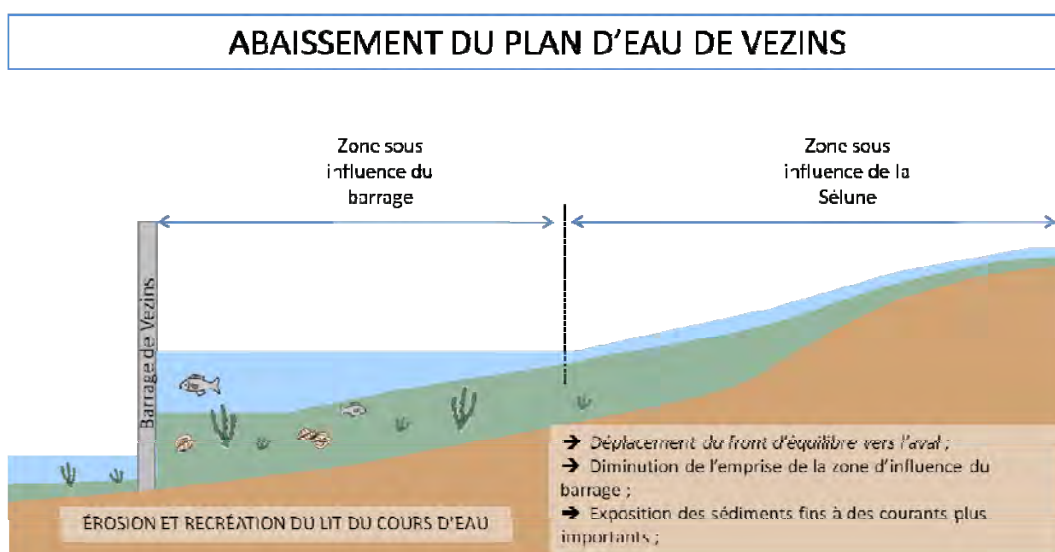 ABAISSEMENT DU PLAN D'EAU DE VEZINS
Zone sous
influence du
barrage
Zone sous
influence de la
Sélune
Barrage de Vezins
➔ Déplacement du front d'équilibre vers l'aval ;
➔ Diminution de l'emprise de la zone d'influence du
barrage ;
➔ Exposition des sédiments fins à des courants plus
importants ;
ÉROSION ET RECRÉATION DU LIT DU COURS D'EAU